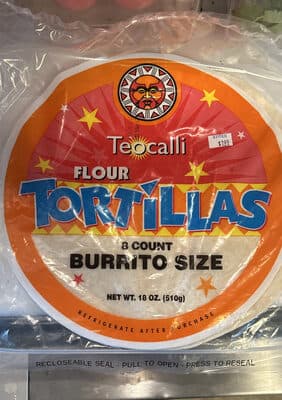 Teocalli
FLOUR
TORTILLAS
8 COUNT
BURRITO SIZE
NET WT. 18 OZ. (510g)
REFRIGERATE AFTER PURCHASE
RECLOSEABLE SEAL - PULL TO OPEN - PRESS TO RESEAL